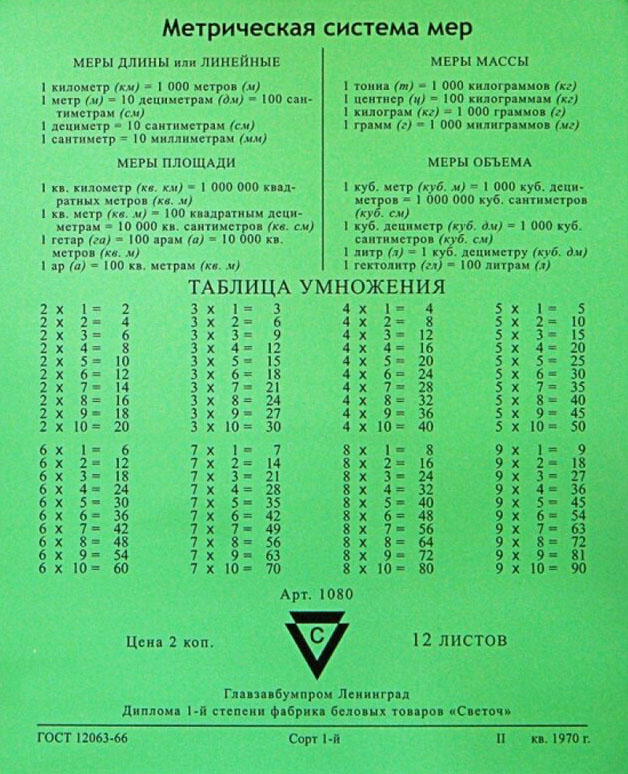 Метрическая система мер
МЕРЫ ДЛИНЫ или ЛИНЕЙНЫЕ
1 километр (км) = 1 000 метров (м)
1 метр (м) = 10 дециметрам (дм) = 100 сан-
тиметрам (см)
1 дециметр = 10 сантиметрам (см)
1 сантиметр = 10 миллиметрам (мм)
МЕРЫ ПЛОЩАДИ
1 кв. километр (кв. км) = 1 000 000 квад-
ратных метров (кв. м)
1 кв. метр (кв. м) = 100 квадратным деци-
метрам = 10 000 кв. сантиметров (кв. см)
1 гетар (га) = 100 арам (а) = 10 000 кв.
метров (кв. м)
1 ар (а) = 100 кв. метрам (кв. м)
МЕРЫ МАССЫ
1 тонна (т) = 1 000 килограммов (кг)
1 центнер (ц) = 100 килограммам (кг)
1 килограм (кг) = 1 000 граммов (г)
1 грамм (г) = 1 000 милиграммов (мг)
МЕРЫ ОБЪЕМА
1 куб. метр (куб. м) = 1 000 куб. деци-
метров = 1 000 000 куб. сантиметров
(куб. см)
1 куб. дециметр (куб. дм) = 1 000 куб.
сантиметров (куб. см)
1 литр (л) = 1 куб. дециметру (куб. дм)
1 гектолитр (гл) = 100 литрам (л)
ТАБЛИЦА УМНОЖЕНИЯ
2 x 1 = 2 3 x 1 = 3 4 x 1 = 4 5 x 1 = 5
2 x 2 = 4 3 x 2 = 6 4 x 2 = 8 5 x 2 = 10
2 x 3 = 6 3 x 3 = 9 4 x 3 = 12 5 x 3 = 15
2 x 4 = 8 3 x 4 = 12 4 x 4 = 16 5 x 4 = 20
2 x 5 = 10 3 x 5 = 15 4 x 5 = 20 5 x 5 = 25
2 x 6 = 12 3 x 6 = 18 4 x 6 = 24 5 x 6 = 30
2 x 7 = 14 3 x 7 = 21 4 x 7 = 28 5 x 7 = 35
2 x 8 = 16 3 x 8 = 24 4 x 8 = 32 5 x 8 = 40
2 x 9 = 18 3 x 9 = 27 4 x 9 = 36 5 x 9 = 45
2 x 10 = 20 3 x 10 = 30 4 x 10 = 40 5 x 10 = 50
6 x 1 = 6 7 x 1 = 7 8 x 1 = 8 9 x 1 = 9
6 x 2 = 12 7 x 2 = 14 8 x 2 = 16 9 x 2 = 18
6 x 3 = 18 7 x 3 = 21 8 x 3 = 24 9 x 3 = 27
6 x 4 = 24 7 x 4 = 28 8 x 4 = 32 9 x 4 = 36
6 x 5 = 30 7 x 5 = 35 8 x 5 = 40 9 x 5 = 45
6 x 6 = 36 7 x 6 = 42 8 x 6 = 48 9 x 6 = 54
6 x 7 = 42 7 x 7 = 49 8 x 7 = 56 9 x 7 = 63
6 x 8 = 48 7 x 8 = 56 8 x 8 = 64 9 x 8 = 72
6 x 9 = 54 7 x 9 = 63 8 x 9 = 72 9 x 9 = 81
6 x 10 = 60 7 x 10 = 70 8 x 10 = 80 9 x 10 = 90
Арт. 1080
Цена 2 коп. С 12 ЛИСТОВ
Главзавбумпром Ленинград
Диплома 1-й степени фабрика беловых товаров «Светоч»
ГОСТ 12063-66 Сорт 1-й II кв. 1970 г.